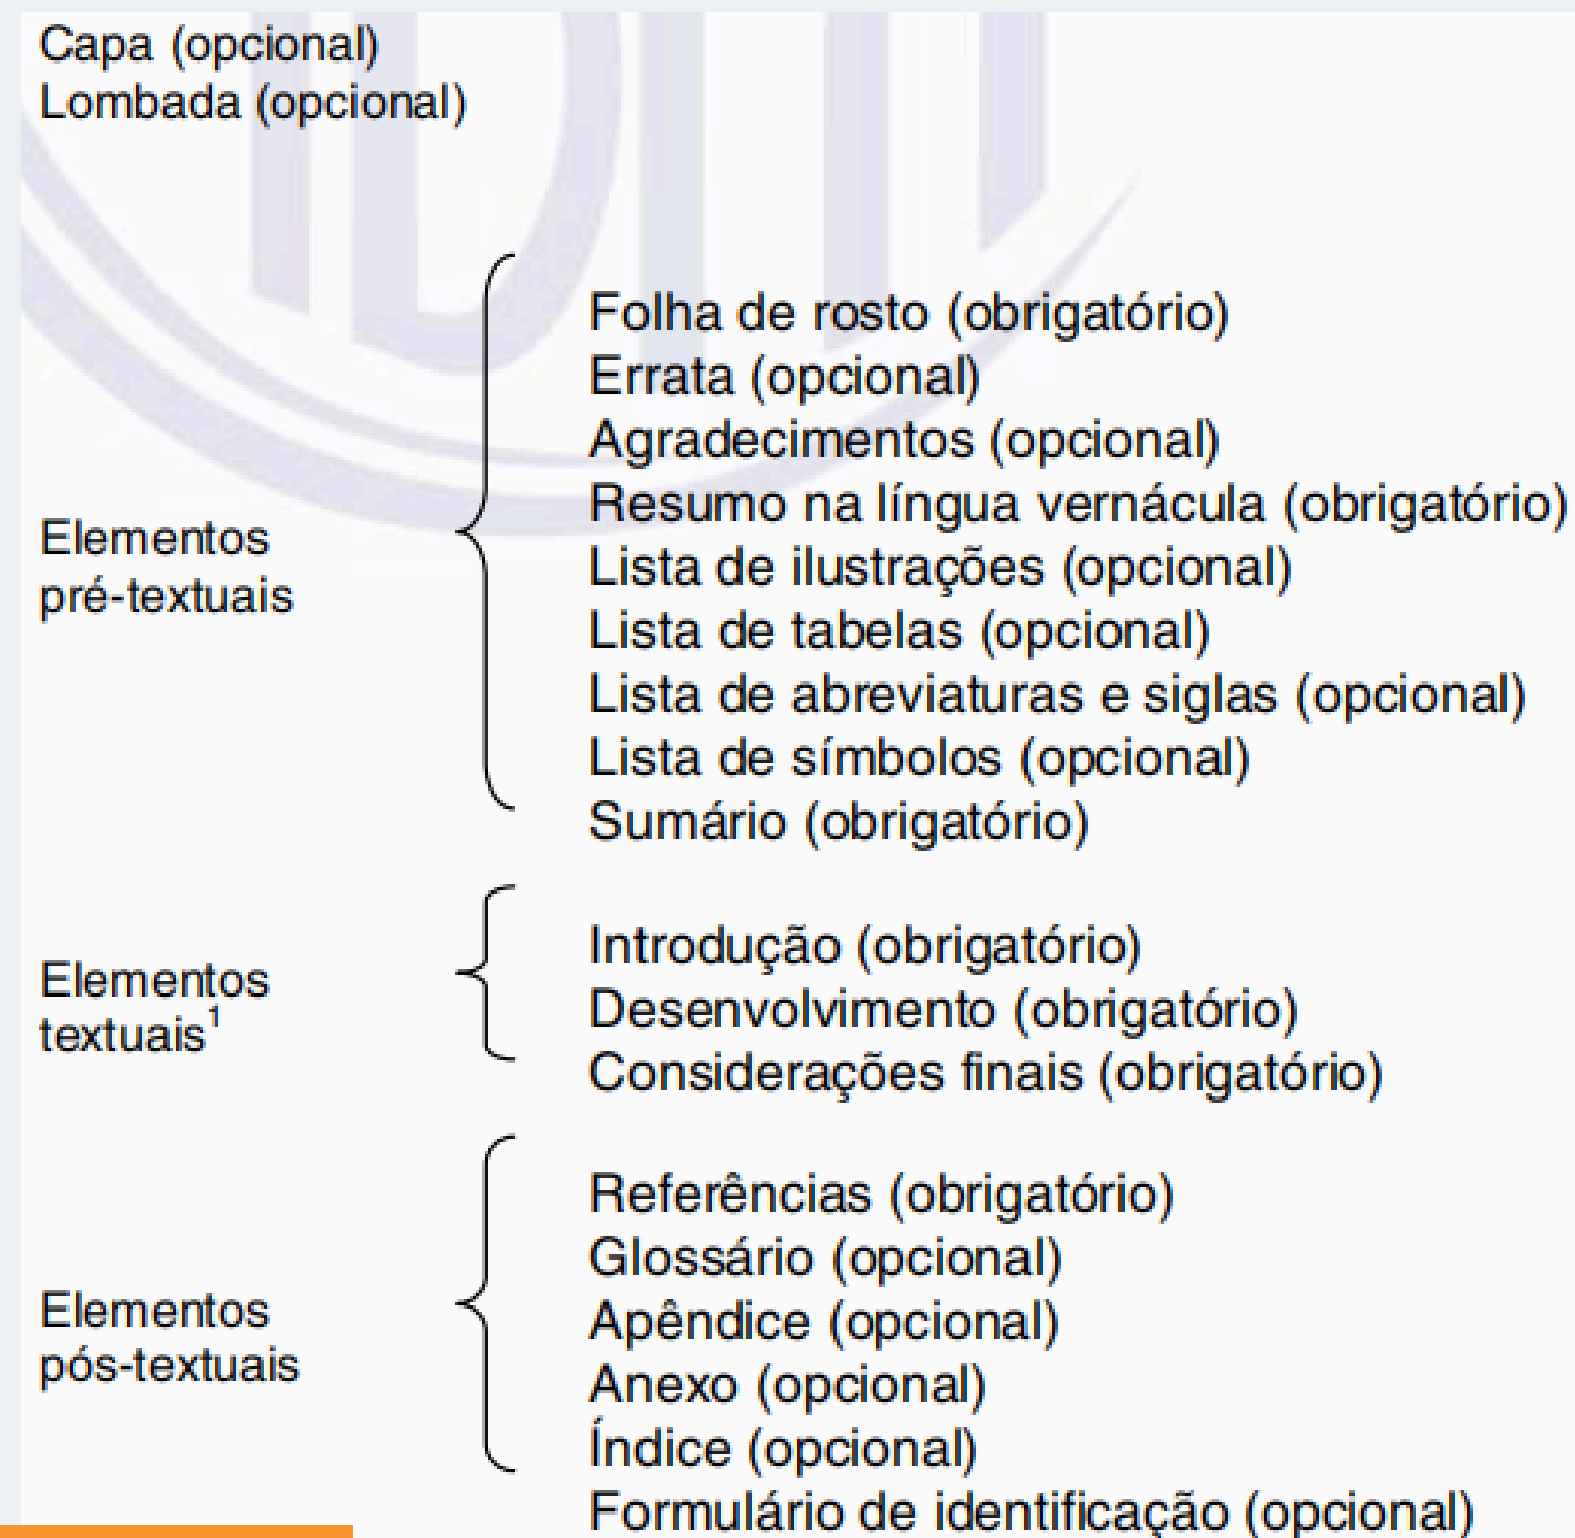 Capa (opcional)
Lombada (opcional)
Folha de rosto (obrigatório)
Errata (opcional)
Agradecimentos (opcional)
Resumo na língua vernácula (obrigatório)
Elementos
pré-textuais
Lista de ilustrações (opcional)
Lista de tabelas (opcional)
Lista de abreviaturas e siglas (opcional)
Lista de símbolos (opcional)
Sumário (obrigatório)
Elementos
textuais¹
Introdução (obrigatório)
Desenvolvimento (obrigatório)
Considerações finais (obrigatório)
Elementos
pós-textuais
Referências (obrigatório)
Glossário (opcional)
Apêndice (opcional)
Anexo (opcional)
Índice (opcional)
Formulário de identificação (opcional)